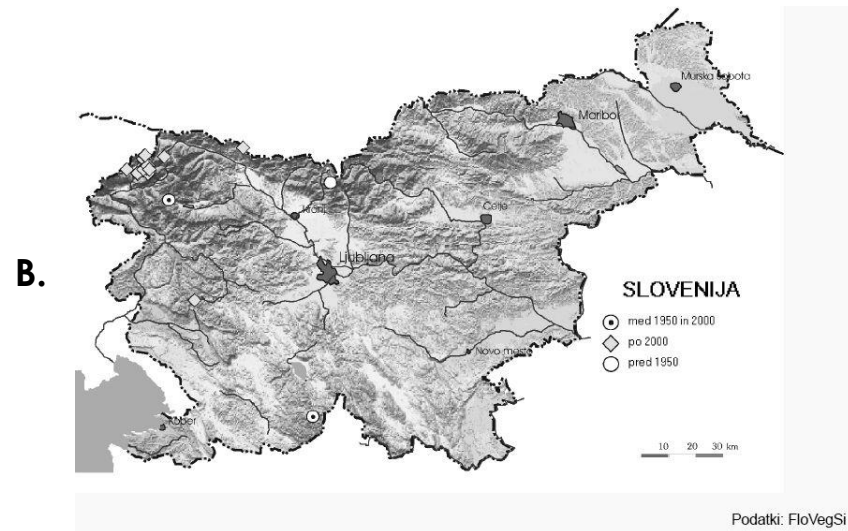 Murska sobota
Maribor
Kranj
Celje
B.
Ljubljana
SLOVENIJA
med 1950 in 2000
po 2000
pred 1950
Novo mesto
Koper
10 20 30 km
Podatki: FloVegSi